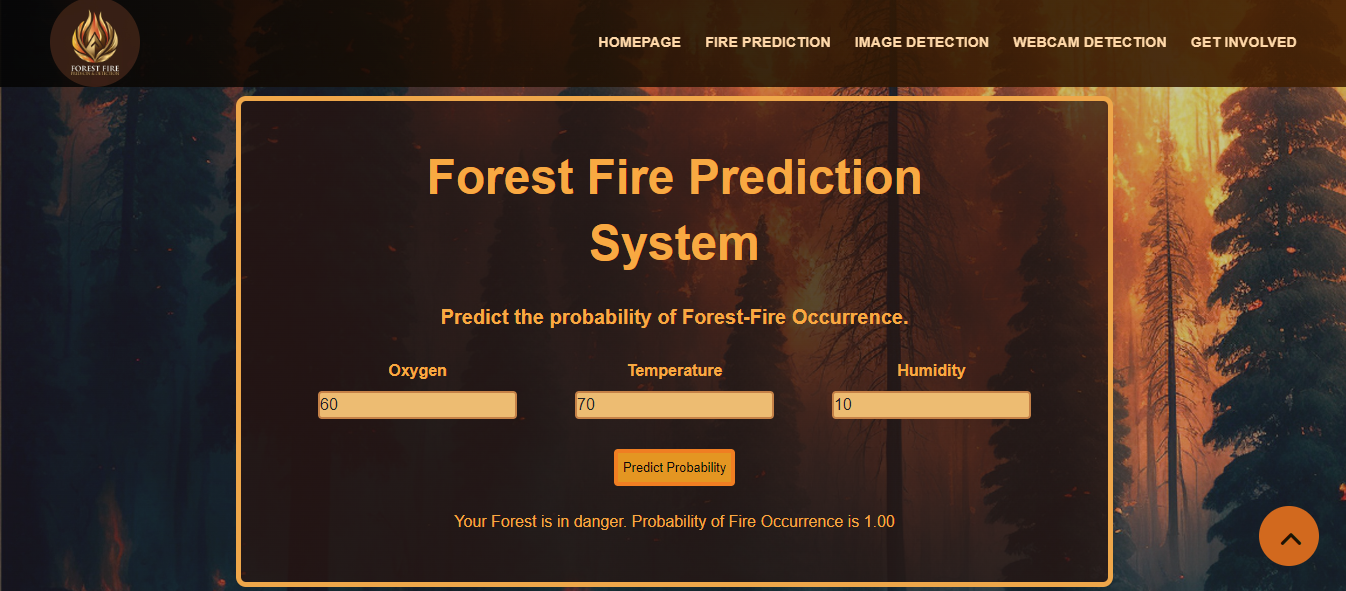 FOREST FIRE
HOMEPAGE FIRE PREDICTION IMAGE DETECTION WEBCAM DETECTION GET INVOLVED
Forest Fire Prediction
System
Predict the probability of Forest-Fire Occurrence.
Oxygen Temperature Humidity
60 70 10
Predict Probability
Your Forest is in danger. Probability of Fire Occurrence is 1.00